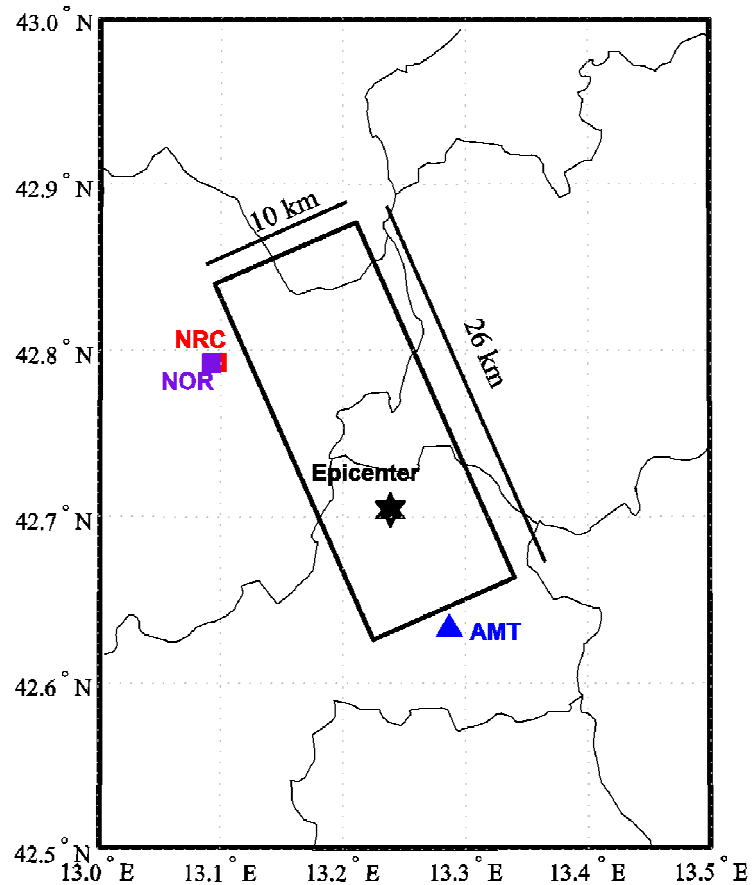 43.0° N
42.9° N
10 km
26 km
42.8° N
NRC
NOR
Epicenter
42.7° N
AMT
42.6° N
42.5° N
13.0° E 13.1° E 13.2° E 13.3° E 13.4° E 13.5° E